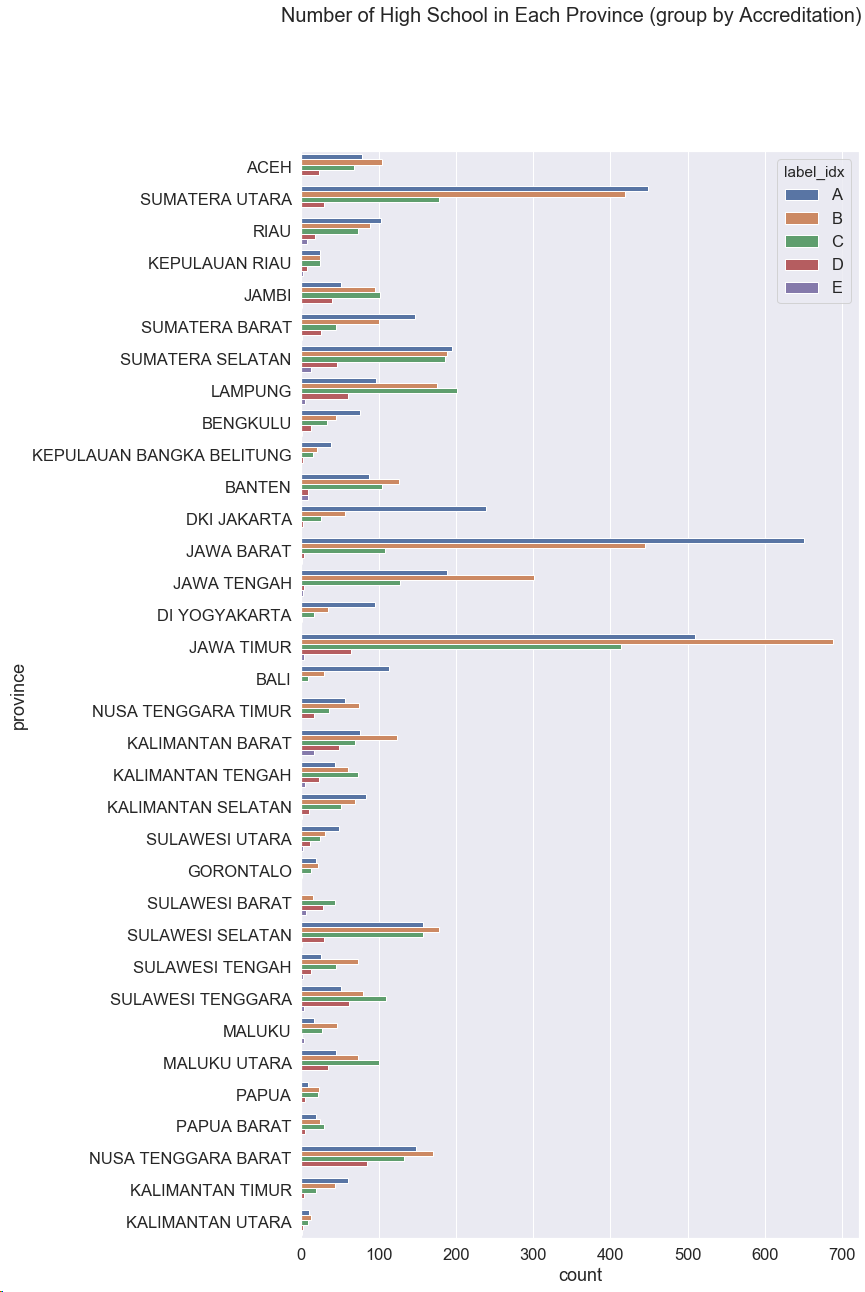 Number of High School in Each Province (group by Accreditation)
label_idx
A
B
C
D
E
province
ACEH
SUMATERA UTARA
RIAU
KEPULAUAN RIAU
JAMBI
SUMATERA BARAT
SUMATERA SELATAN
LAMPUNG
BENGKULU
KEPULAUAN BANGKA BELITUNG
BANTEN
DKI JAKARTA
JAWA BARAT
JAWA TENGAH
DI YOGYAKARTA
JAWA TIMUR
BALI
NUSA TENGGARA TIMUR
KALIMANTAN BARAT
KALIMANTAN TENGAH
KALIMANTAN SELATAN
SULAWESI UTARA
GORONTALO
SULAWESI BARAT
SULAWESI SELATAN
SULAWESI TENGAH
SULAWESI TENGGARA
MALUKU
MALUKU UTARA
PAPUA
PAPUA BARAT
NUSA TENGGARA BARAT
KALIMANTAN TIMUR
KALIMANTAN UTARA
0 100 200 300 400 500 600 700
count